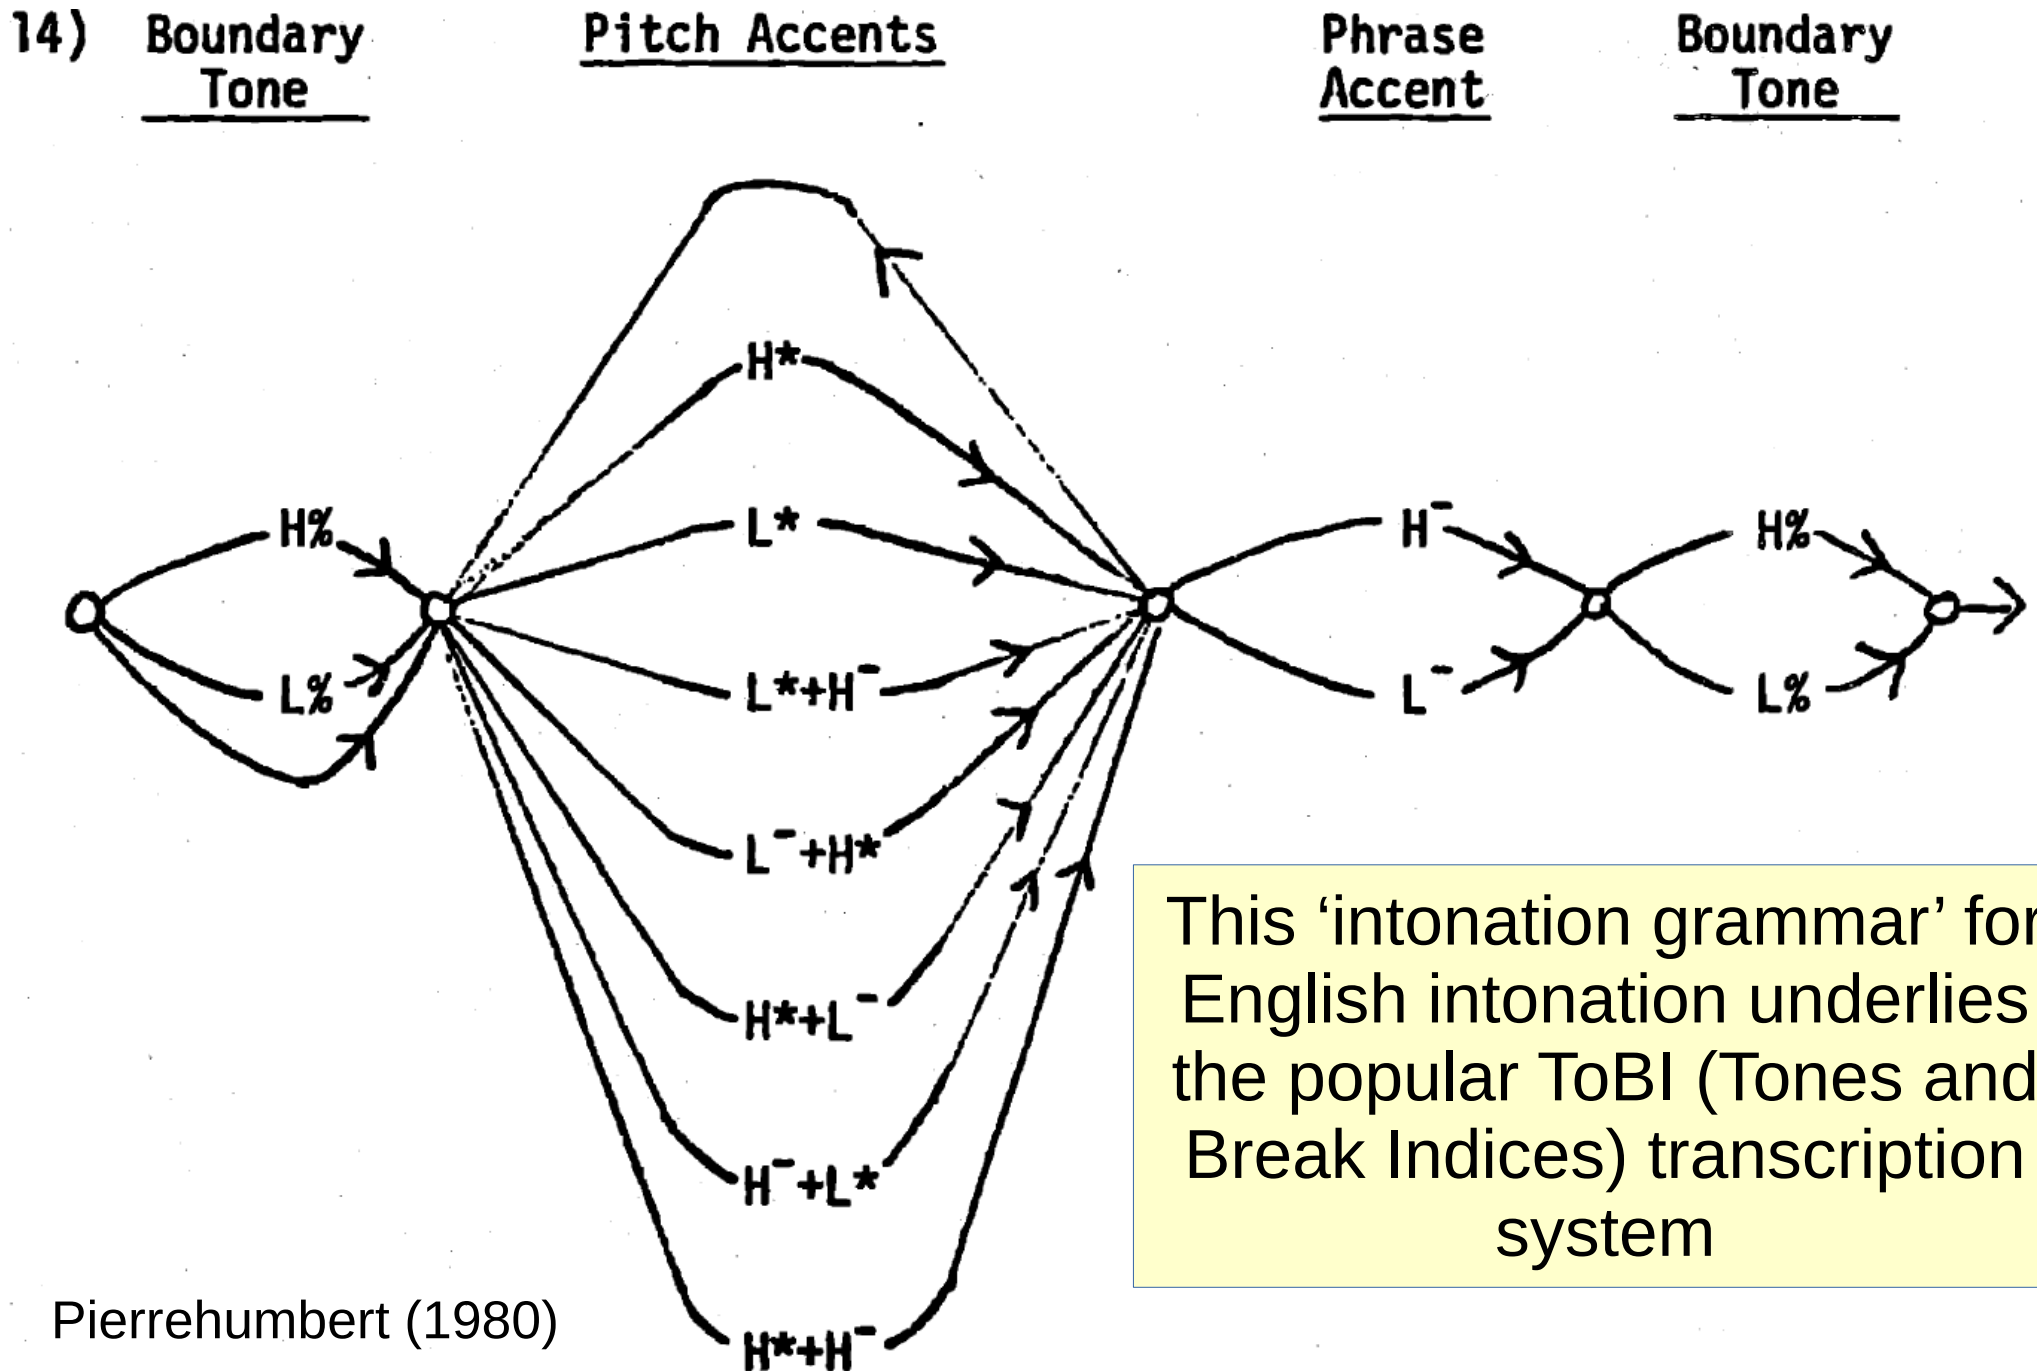 14) Boundary Tone
Pitch Accents
Phrase Accent
Boundary Tone
H*
H%
L*
H⁻
H%
L%
L*+H⁻
L⁻
L%
L⁻+H*
H*+L⁻
H⁻+L*
H*+H⁻
This ‘intonation grammar’ for
English intonation underlies
the popular ToBI (Tones and
Break Indices) transcription
system
Pierrehumbert (1980)